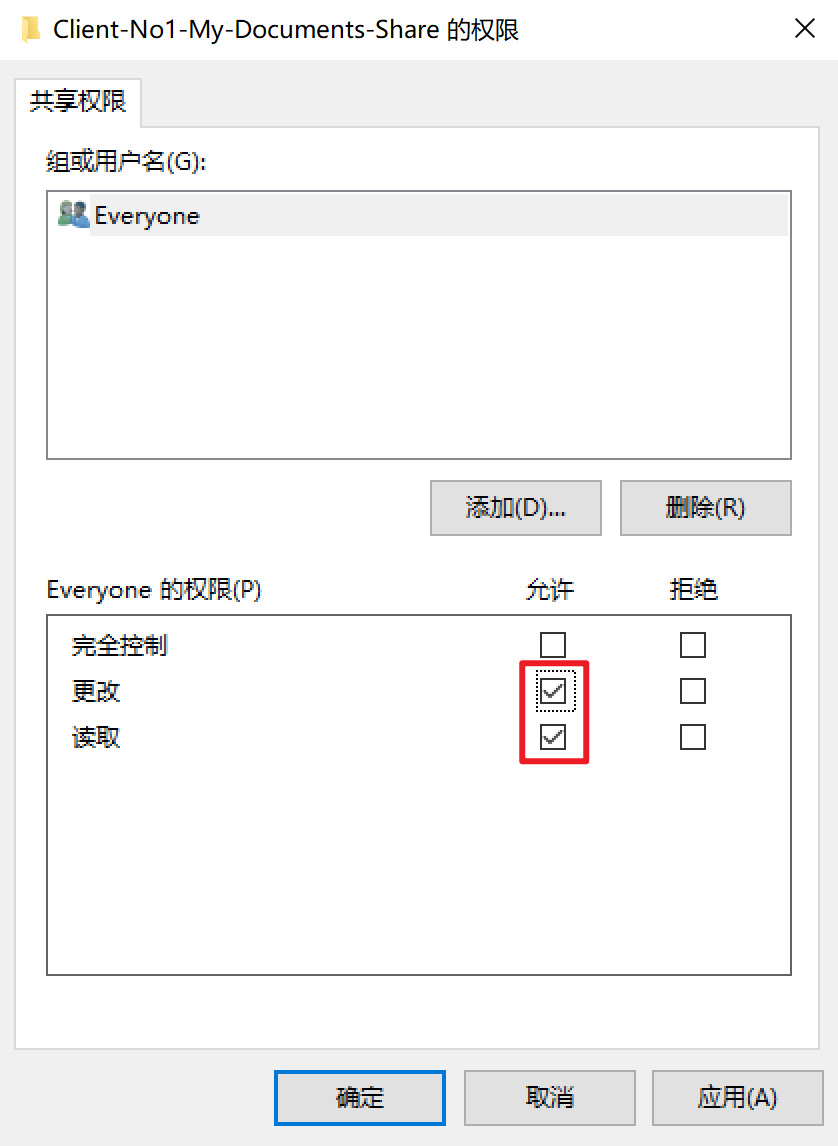 Client-No1-My-Documents-Share 的权限
共享权限
组或用户名(G):
Everyone
添加(D)...
删除(R)
Everyone 的权限(P)
允许
拒绝
完全控制
更改
读取
确定
取消
应用(A)